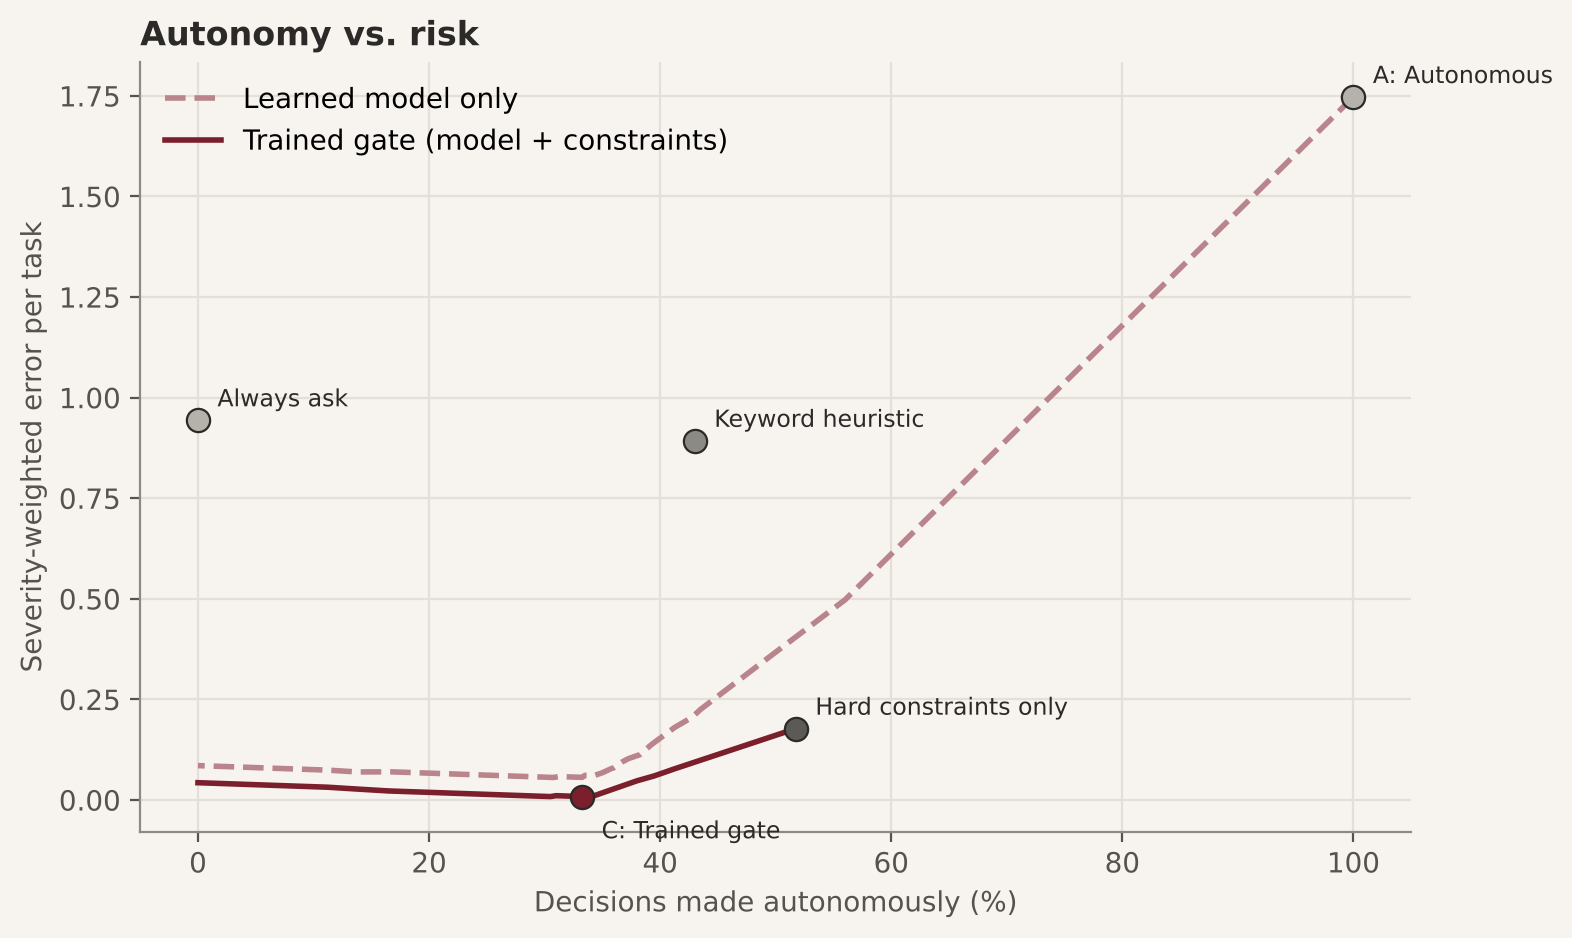 Autonomy vs. risk
Learned model only
Trained gate (model + constraints)
A: Autonomous
Always ask
Keyword heuristic
Hard constraints only
C: Trained gate
Severity-weighted error per task
1.75
1.50
1.25
1.00
0.75
0.50
0.25
0.00
0 20 40 60 80 100
Decisions made autonomously (%)